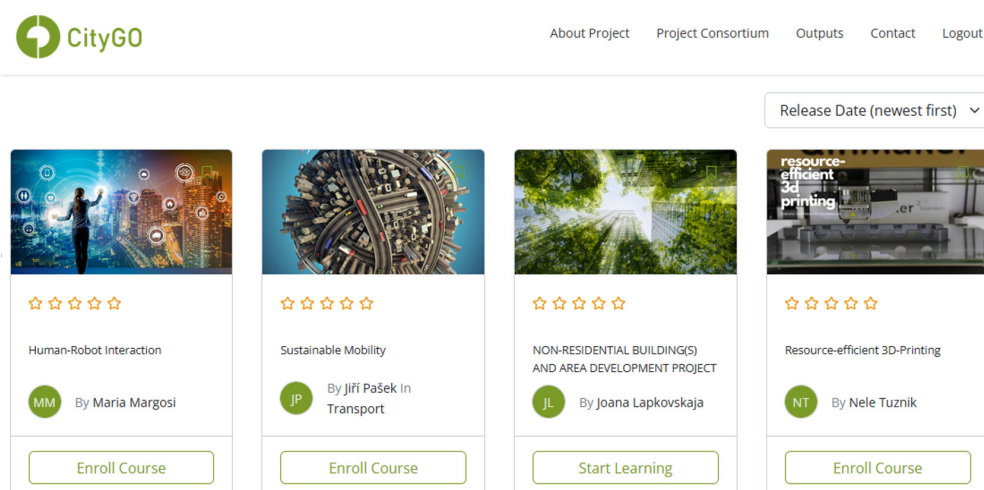 CityGO
About Project Project Consortium Outputs Contact Logout
Release Date (newest first)
resource-
efficient
3d
printing
Human-Robot Interaction
MM By Maria Margosi
Enroll Course
Sustainable Mobility
JP By Jiří Pašek In
Transport
Enroll Course
NON-RESIDENTIAL BUILDING(S)
AND AREA DEVELOPMENT PROJECT
JL By Joana Lapkovskaja
Start Learning
Resource-efficient 3D-Printing
NT By Nele Tuznik
Enroll Course